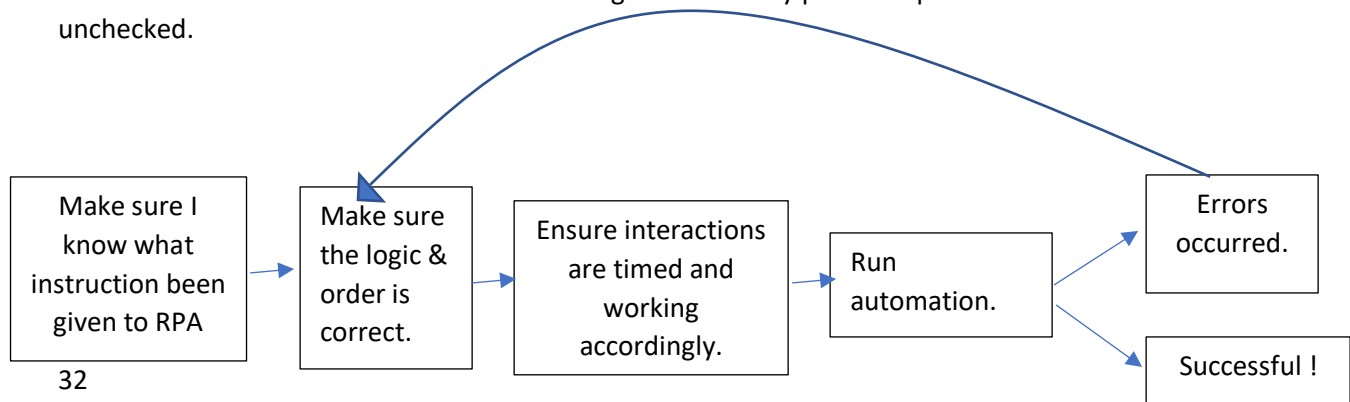 unchecked.
Make sure I
know what
instruction been
given to RPA
Make sure
the logic &
order is
correct.
Ensure interactions
are timed and
working
accordingly.
Run
automation.
Errors
occurred.
Successful !
32